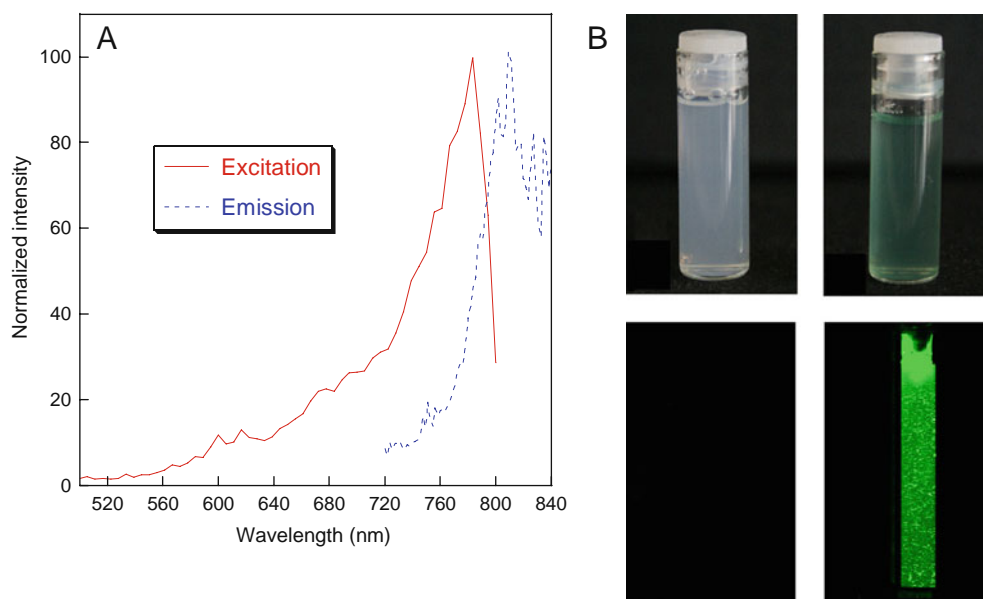 A
B
100
80
60
40
20
0
Normalized intensity
Excitation
Emission
520 560 600 640 680 720 760 800 840
Wavelength (nm)